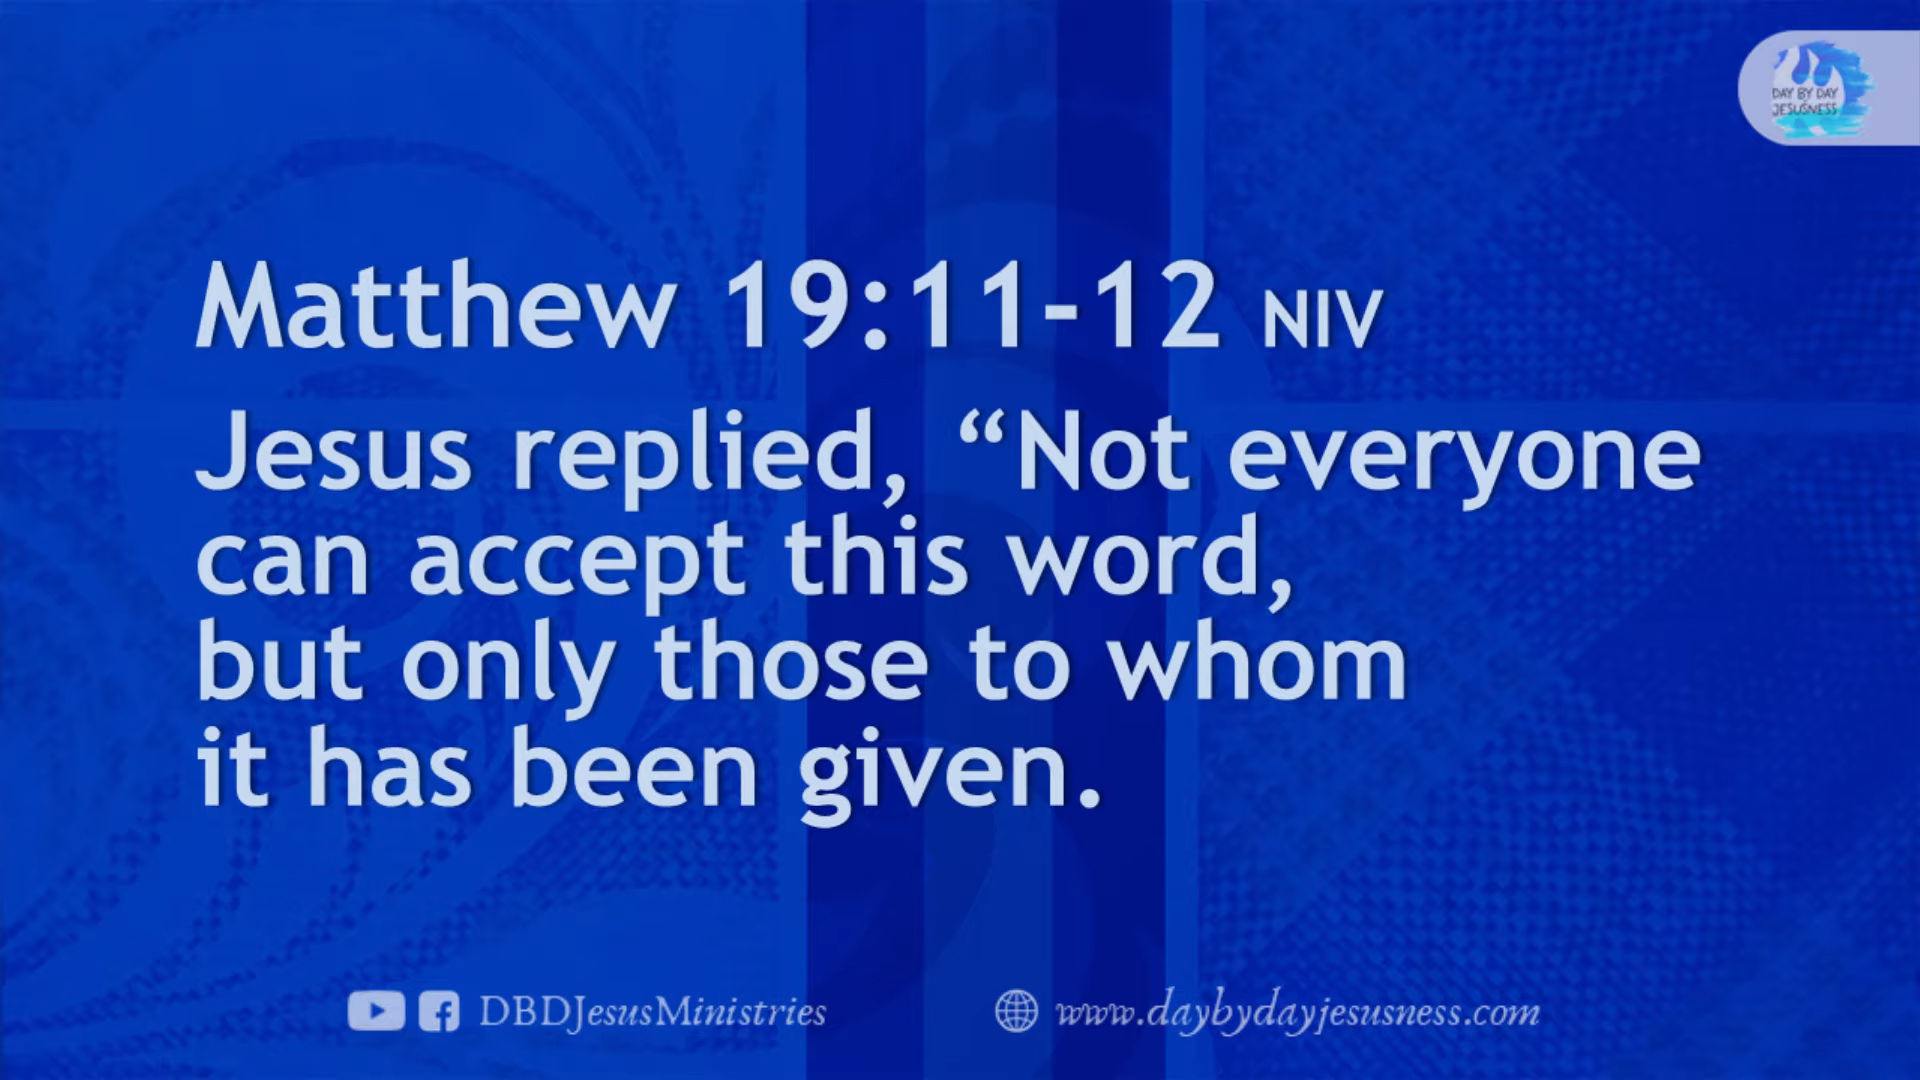 DAY BY DAY
JESUSNESS
Matthew 19:11-12 NIV
Jesus replied, “Not everyone
can accept this word,
but only those to whom
it has been given.
DBDJesusMinistries
www.daybydayjesusness.com